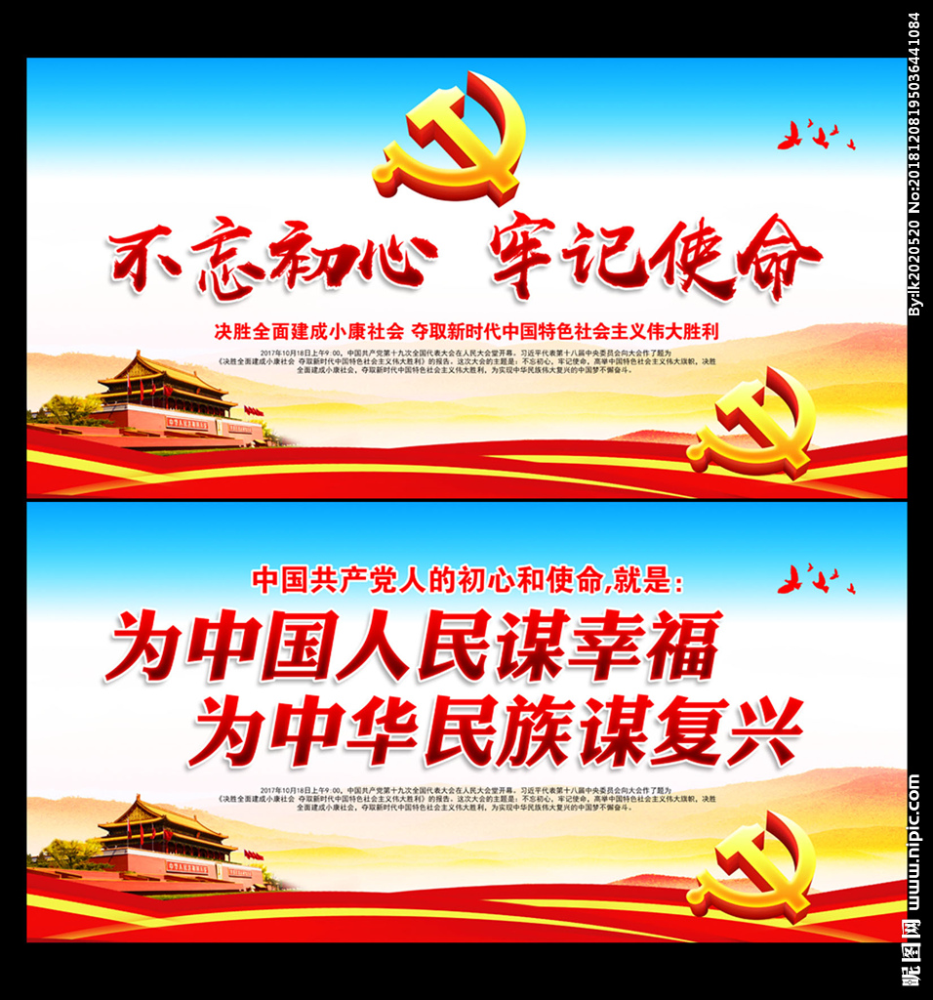 不忘初心 牢记使命
决胜全面建成小康社会 夺取新时代中国特色社会主义伟大胜利
2017年10月18日上午9:00，中国共产党第十九次全国代表大会在人民大会堂开幕。习近平代表第十八届中央委员会向大会作了题为
《决胜全面建成小康社会 夺取新时代中国特色社会主义伟大胜利》的报告。这次大会的主题是：不忘初心，牢记使命，高举中国特色社会主义伟大旗帜，决胜
全面建成小康社会，夺取新时代中国特色社会主义伟大胜利，为实现中华民族伟大复兴的中国梦不懈奋斗。
中国共产党人的初心和使命,就是:
为中国人民谋幸福
为中华民族谋复兴
2017年10月18日上午9:00，中国共产党第十九次全国代表大会在人民大会堂开幕。习近平代表第十八届中央委员会向大会作了题为
《决胜全面建成小康社会 夺取新时代中国特色社会主义伟大胜利》的报告。这次大会的主题是：不忘初心，牢记使命，高举中国特色社会主义伟大旗帜，决胜
全面建成小康社会，夺取新时代中国特色社会主义伟大胜利，为实现中华民族伟大复兴的中国梦不懈奋斗。
By:lk2020520 No:20181208195036441084
昵图网 www.nipic.com